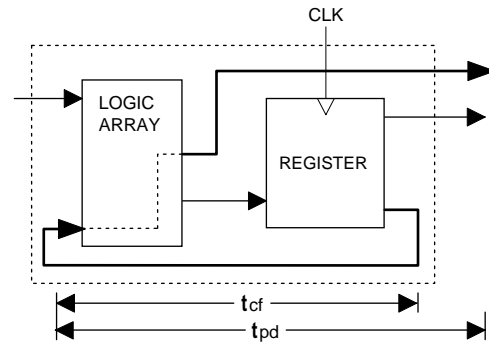 CLK
LOGIC
ARRAY
REGISTER
tcf
tpd